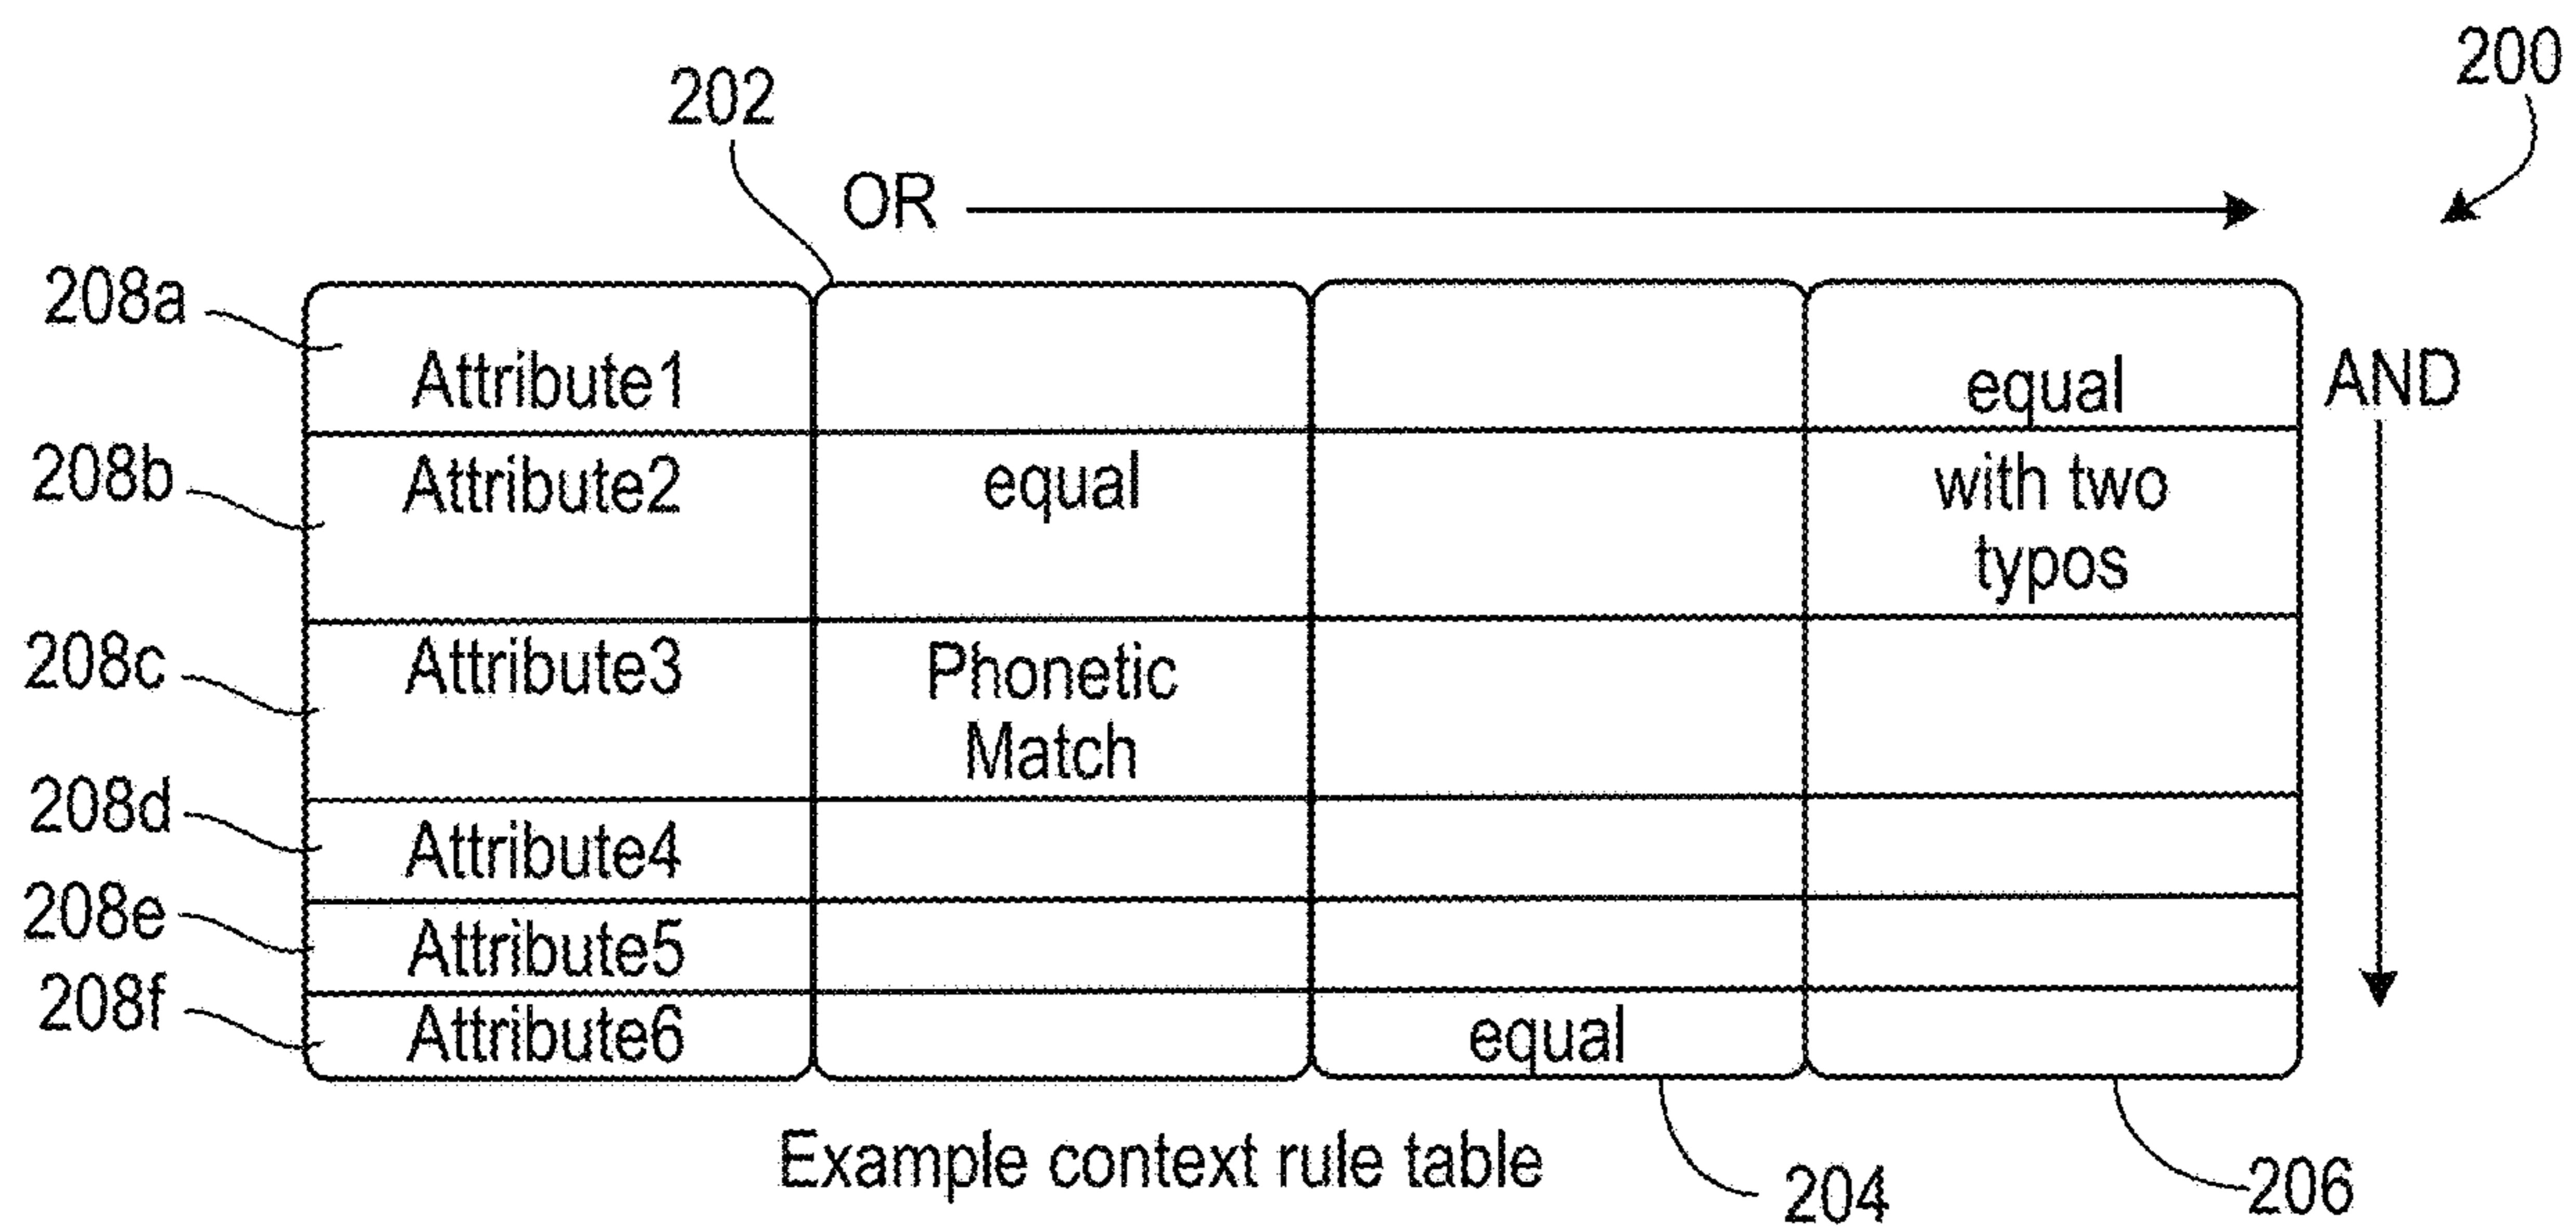 200
202
OR
208a
Attribute1
equal
AND
208b
Attribute2
equal
with two
typos
208c
Attribute3
Phonetic
Match
208d
Attribute4
208e
Attribute5
208f
Attribute6
equal
Example context rule table
204
206